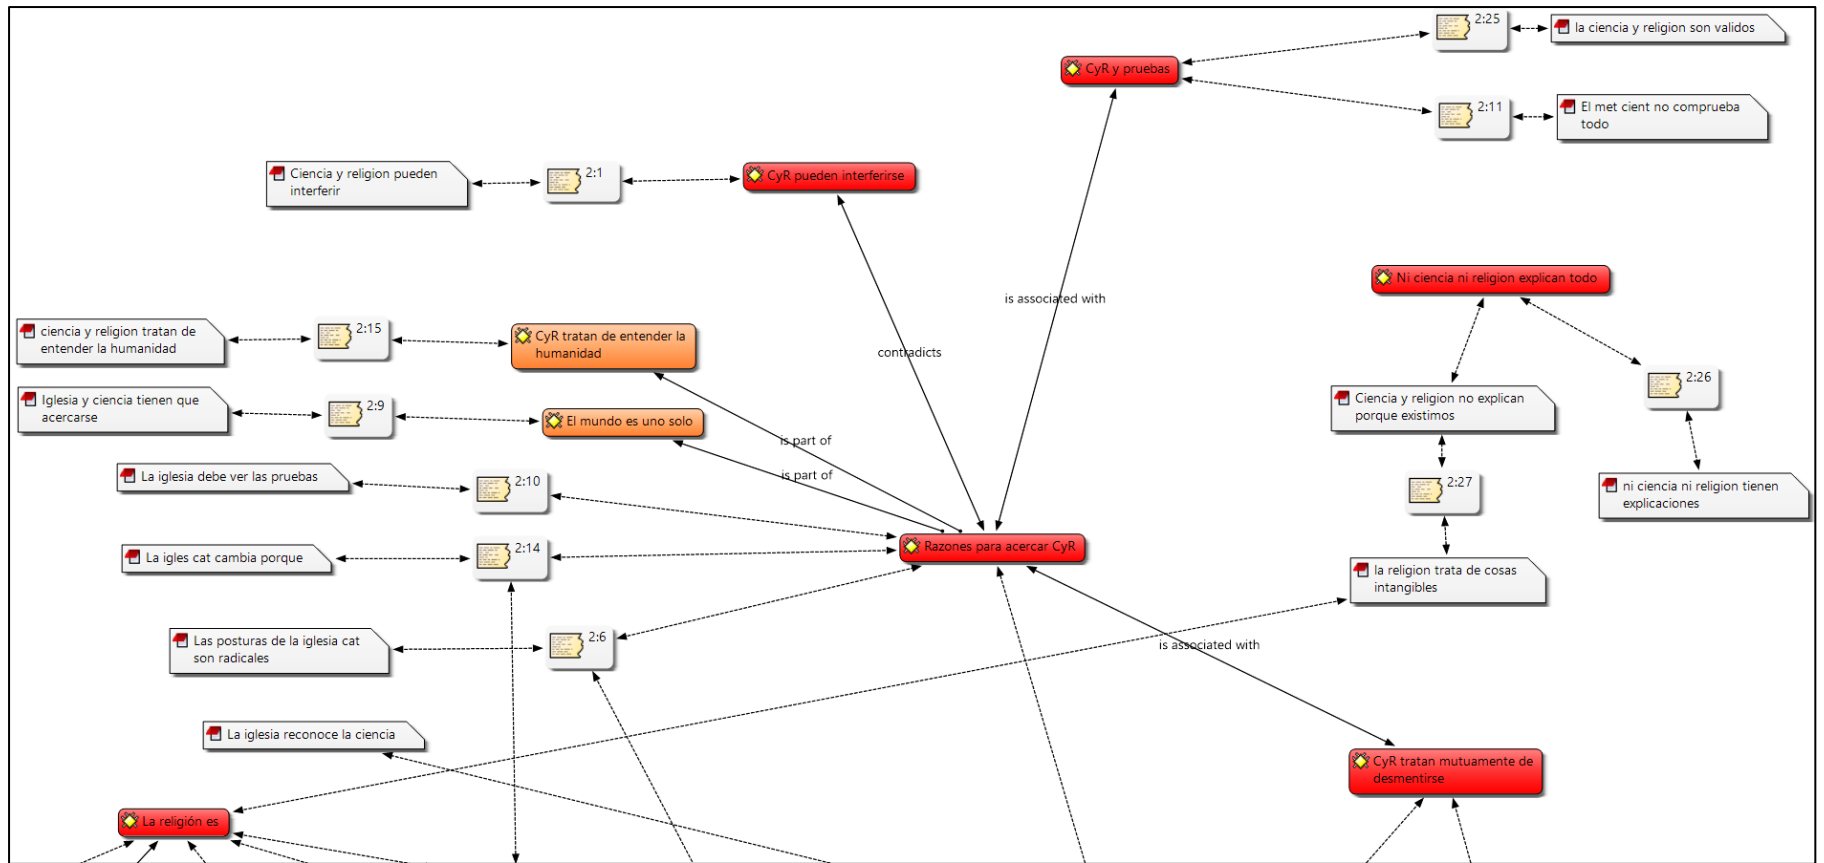 2:25
la ciencia y religion son validos
CyR y pruebas
2:11
El met cient no comprueba
todo
Ciencia y religion pueden
interferir
2:1
CyR pueden interferirse
is associated with
Ni ciencia ni religion explican todo
ciencia y religion tratan de
entender la humanidad
2:15
CyR tratan de entender la
humanidad
contradicts
2:26
Iglesia y ciencia tienen que
acercarse
2:9
El mundo es uno solo
Ciencia y religion no explican
porque existimos
is part of
is part of
La iglesia debe ver las pruebas
2:10
2:27
ni ciencia ni religion tienen
explicaciones
La igles cat cambia porque
2:14
Razones para acercar CyR
la religion trata de cosas
intangibles
Las posturas de la iglesia cat
son radicales
2:6
is associated with
La iglesia reconoce la ciencia
CyR tratan mutuamente de
desmentirse
La religión es